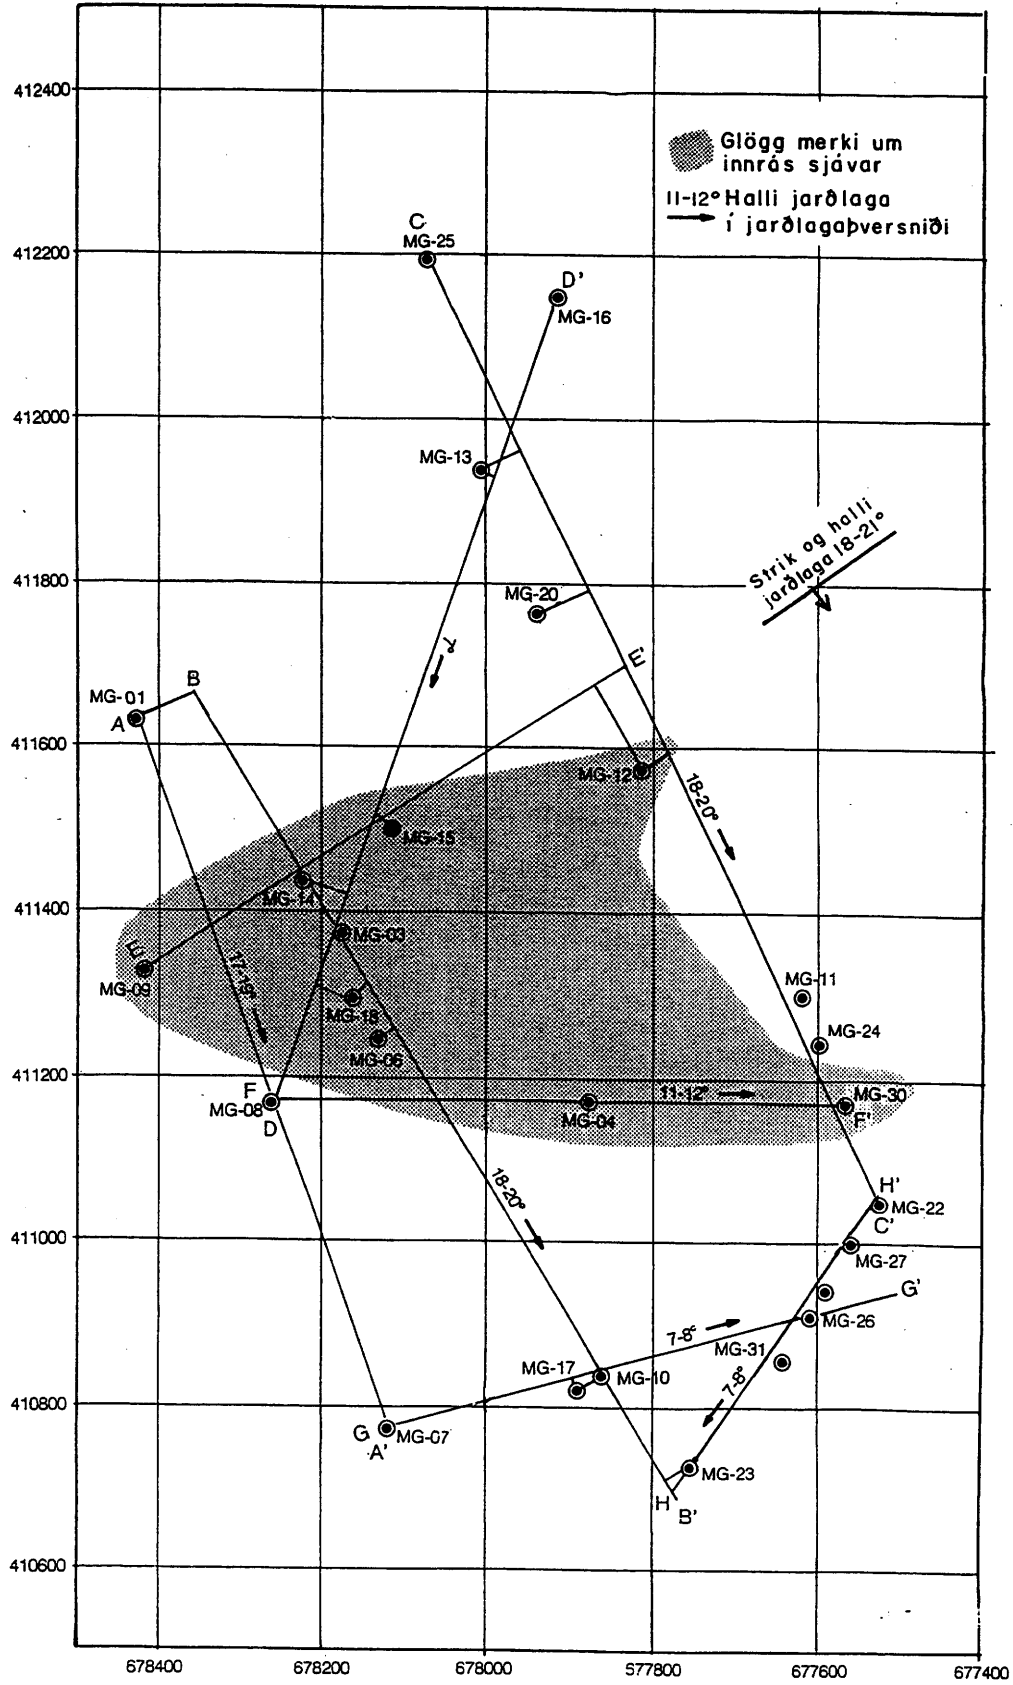 412400
Glögg merki um
innrás sjávar
11-12° Halli jarðlaga
í jarðlagaþversniði
C
MG-25
412200
D'
MG-16
412000
MG-13
Strik og halli
jarðlaga 18-21°
411800
MG-20
E'
B
MG-01
A
411600
MG-12
18-20°
MG-15
MG-14
411400
MG-03
E
MG-09
17-19°
MG-11
MG-18
MG-24
MG-06
411200
F
MG-08
D
11-12°
MG-30
F'
MG-04
18-20°
H'
MG-22
C'
411000
MG-27
G'
MG-26
7-8°
MG-31
MG-17
MG-10
7-8°
410800
G
MG-07
A'
MG-23
H
B'
410600
678400
678200
678000
677800
677600
677400